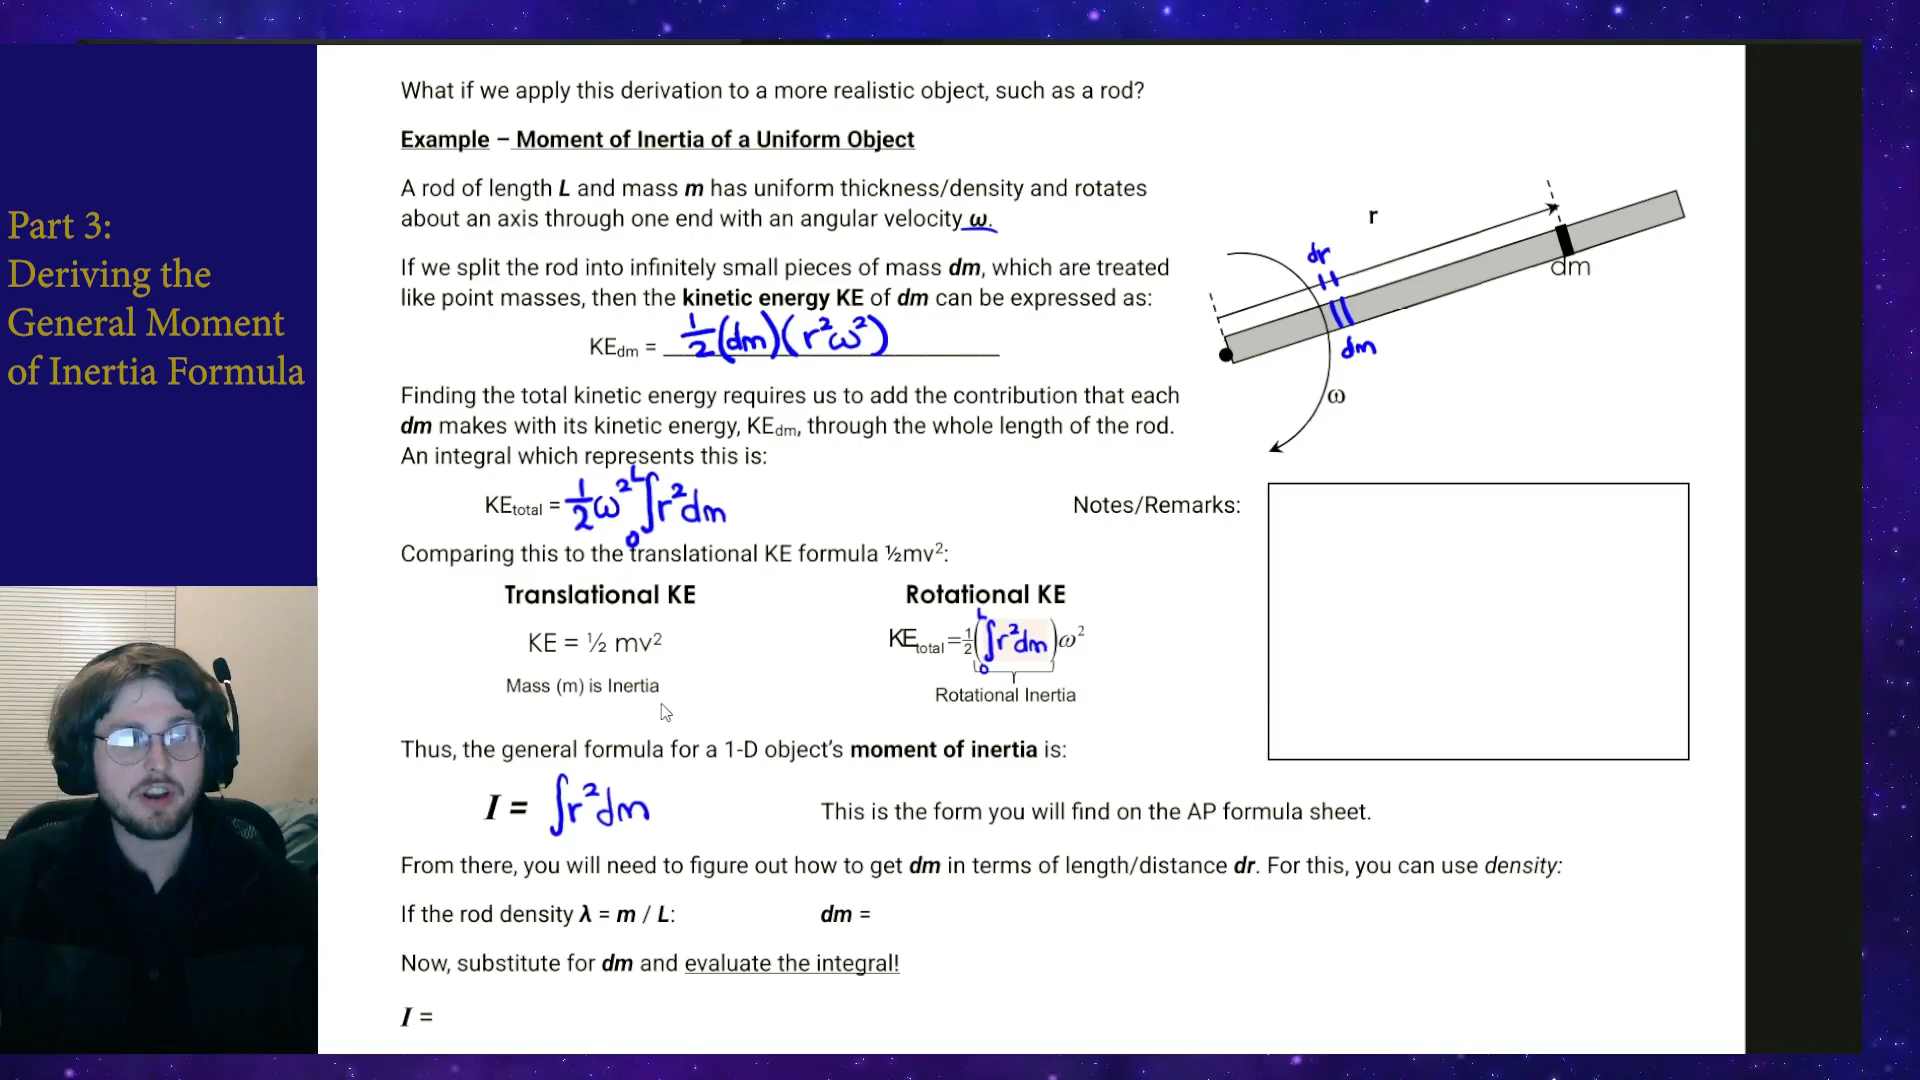 Part 3:
Deriving the
General Moment
of Inertia Formula
What if we apply this derivation to a more realistic object, such as a rod?
Example – Moment of Inertia of a Uniform Object
A rod of length L and mass m has uniform thickness/density and rotates
about an axis through one end with an angular velocity ω.
If we split the rod into infinitely small pieces of mass dm, which are treated
like point masses, then the kinetic energy KE of dm can be expressed as:
KEdm = ½(dm)(r²ω²)
r
dr
dm
dm
ω
Finding the total kinetic energy requires us to add the contribution that each
dm makes with its kinetic energy, KEdm, through the whole length of the rod.
An integral which represents this is:
KEtotal = ½ω² ∫₀ᴸ r²dm
Notes/Remarks:
Comparing this to the translational KE formula ½mv²:
Translational KE
KE = ½ mv²
Mass (m) is Inertia
Rotational KE
KEtotal = ½(∫₀ᴸ r²dm)ω²
Rotational Inertia
Thus, the general formula for a 1-D object’s moment of inertia is:
I = ∫r²dm
This is the form you will find on the AP formula sheet.
From there, you will need to figure out how to get dm in terms of length/distance dr. For this, you can use density:
If the rod density λ = m / L:
dm =
Now, substitute for dm and evaluate the integral!
I =